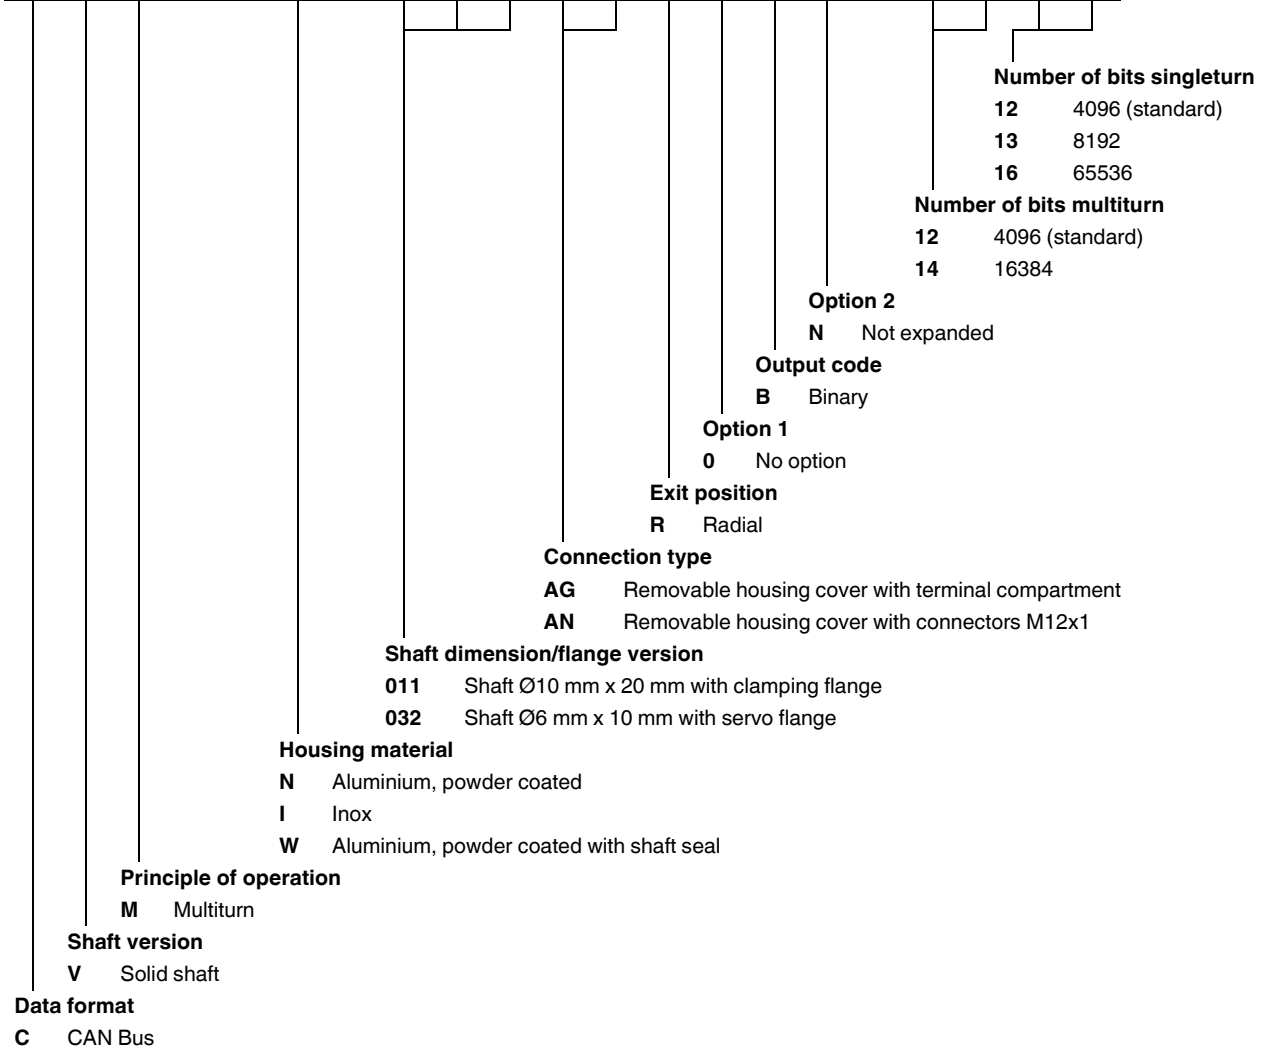 Number of bits singleturn
12 4096 (standard)
13 8192
16 65536
Number of bits multiturn
12 4096 (standard)
14 16384
Option 2
N Not expanded
Output code
B Binary
Option 1
0 No option
Exit position
R Radial
Connection type
AG Removable housing cover with terminal compartment
AN Removable housing cover with connectors M12x1
Shaft dimension/flange version
011 Shaft Ø10 mm x 20 mm with clamping flange
032 Shaft Ø6 mm x 10 mm with servo flange
Housing material
N Aluminium, powder coated
I Inox
W Aluminium, powder coated with shaft seal
Principle of operation
M Multiturn
Shaft version
V Solid shaft
Data format
C CAN Bus